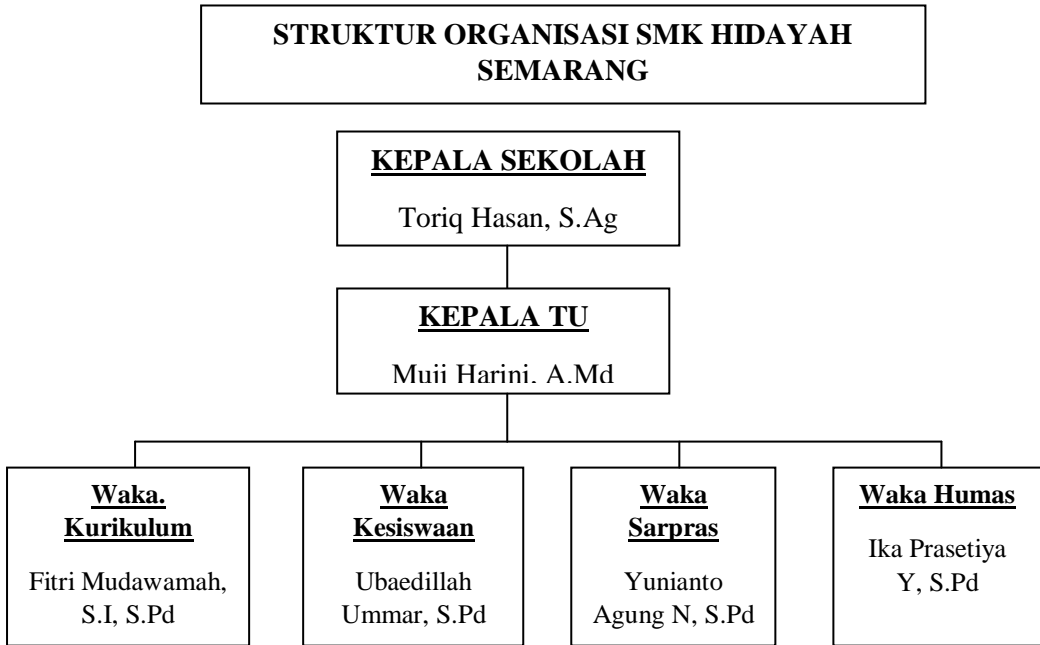 STRUKTUR ORGANISASI SMK HIDAYAH
SEMARANG
KEPALA SEKOLAH
Toriq Hasan, S.Ag
KEPALA TU
Muji Harini, A.Md
Waka.
Kurikulum
Fitri Mudawamah,
S.I, S.Pd
Waka
Kesiswaan
Ubaedillah
Ummar, S.Pd
Waka
Sarpras
Yunianto
Agung N, S.Pd
Waka Humas
Ika Prasetiya
Y, S.Pd